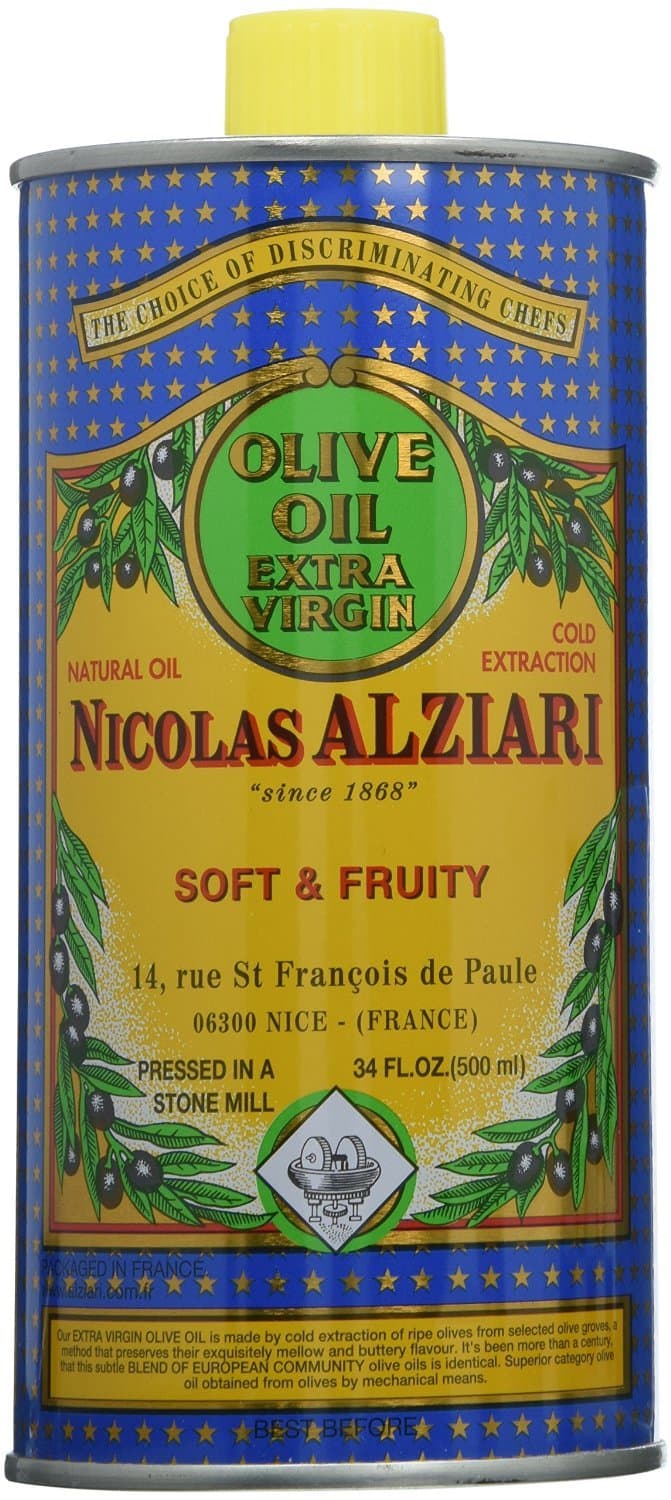 THE CHOICE OF DISCRIMINATING CHEFS
OLIVE
OIL
EXTRA
VIRGIN
NATURAL OIL
COLD
EXTRACTION
NICOLAS ALZIARI
“since 1868”
SOFT & FRUITY
14, rue St François de Paule
06300 NICE - (FRANCE)
PRESSED IN A
STONE MILL
34 FL.OZ.(500 ml)
PACKAGED IN FRANCE.
www.alziari.com.fr
Our EXTRA VIRGIN OLIVE OIL is made by cold extraction of ripe olives from selected olive groves, a
method that preserves their exquisitely mellow and buttery flavour. It's been more than a century,
that this subtle BLEND OF EUROPEAN COMMUNITY olive oils is identical. Superior category olive
oil obtained from olives by mechanical means.
BEST BEFORE